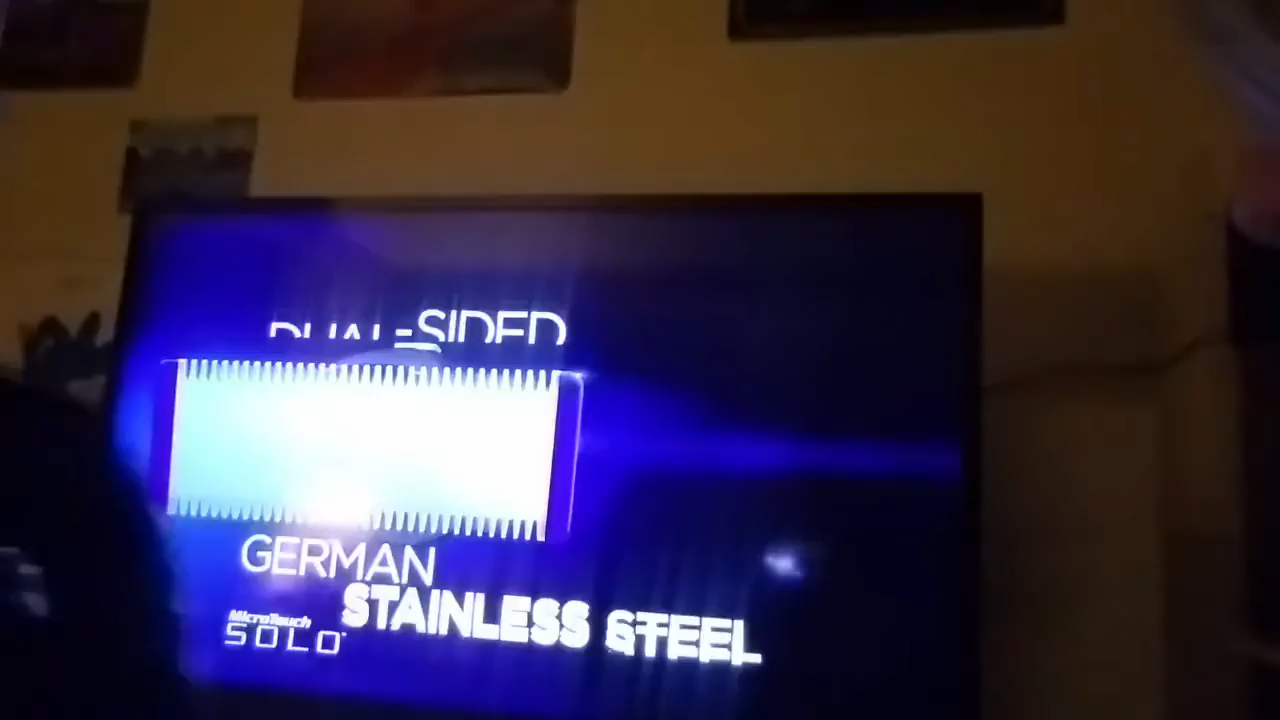 DUAL-SIDED
GERMAN
STAINLESS STEEL
MicroTouch
SOLO